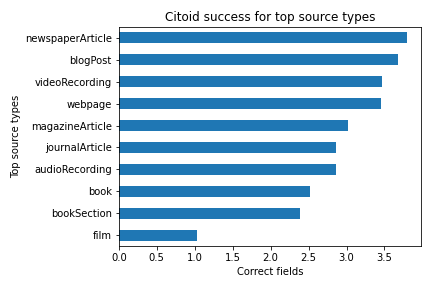 Citoid success for top source types
Top source types
newspaperArticle
blogPost
videoRecording
webpage
magazineArticle
journalArticle
audioRecording
book
bookSection
film
0.0 0.5 1.0 1.5 2.0 2.5 3.0 3.5
Correct fields